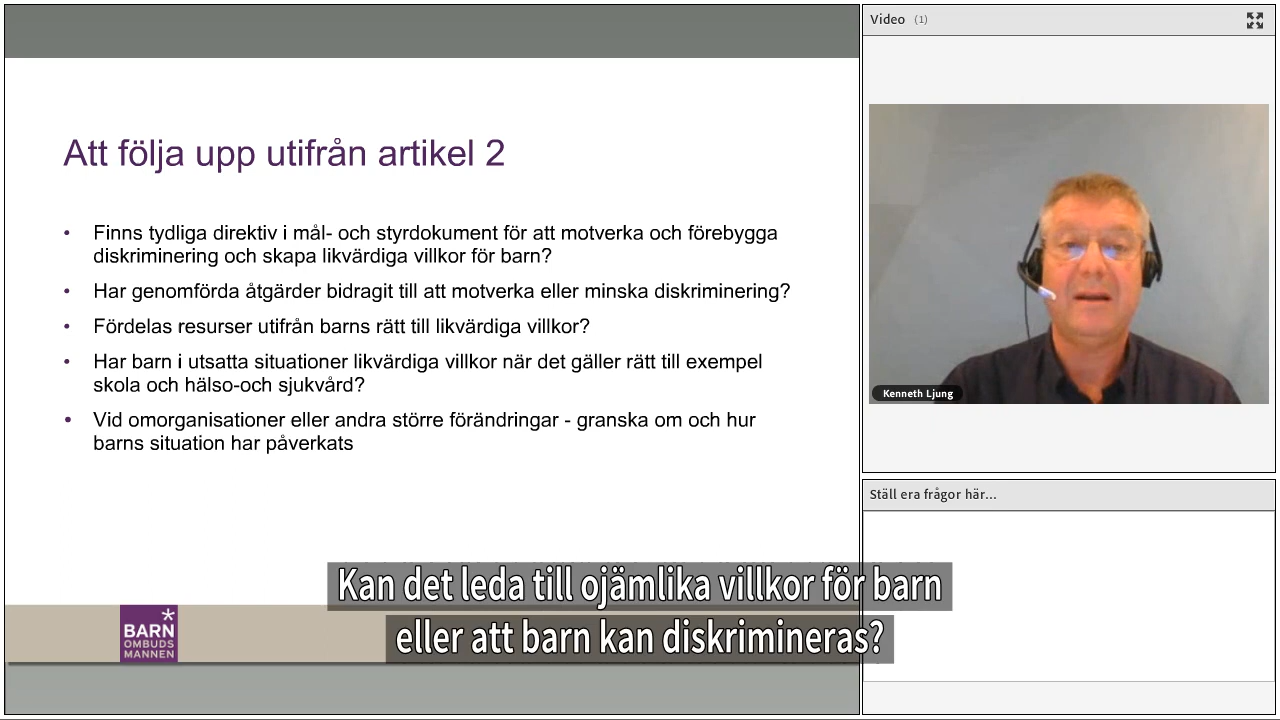 Att följa upp utifrån artikel 2
• Finns tydliga direktiv i mål- och styrdokument för att motverka och förebygga
diskriminering och skapa likvärdiga villkor för barn?
• Har genomförda åtgärder bidragit till att motverka eller minska diskriminering?
• Fördelas resurser utifrån barns rätt till likvärdiga villkor?
• Har barn i utsatta situationer likvärdiga villkor när det gäller rätt till exempel
skola och hälso-och sjukvård?
• Vid omorganisationer eller andra större förändringar - granska om och hur
barns situation har påverkats
BARN
OMBUDS
MANNEN
Video (1)
Kenneth Ljung
Ställ era frågor här...
Kan det leda till ojämlika villkor för barn
eller att barn kan diskrimineras?